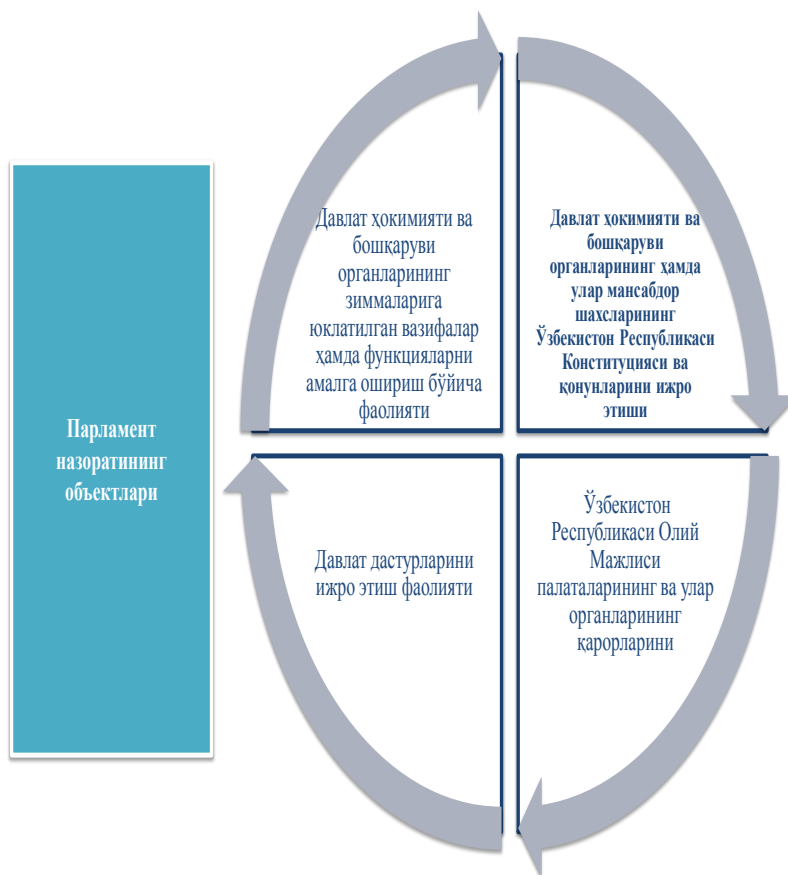 Парламент
назоратининг
объектлари
Давлат ҳокимияти ва
бошқаруви
органларининг
зиммаларига
юклатилган вазифалар
ҳамда функцияларни
амалга ошириш бўйича
фаолияти
Давлат ҳокимияти ва
бошқаруви
органларининг ҳамда
улар мансабдор
шахсларининг
Ўзбекистон Республикаси
Конституцияси ва
қонунларини ижро
этиши
Давлат дастурларини
ижро этиш фаолияти
Ўзбекистон
Республикаси Олий
Мажлиси
палаталарининг ва улар
органларининг
қарорларини